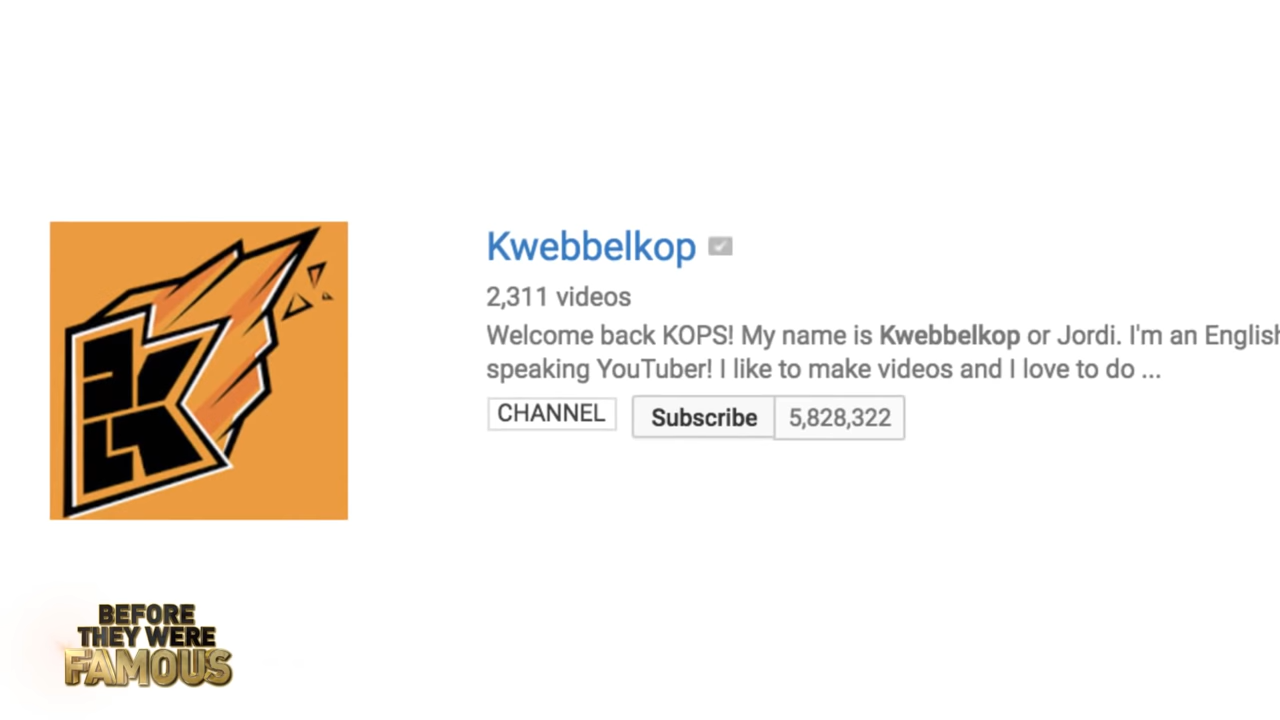 Kwebbelkop
2,311 videos
Welcome back KOPS! My name is Kwebbelkop or Jordi. I'm an English
speaking YouTuber! I like to make videos and I love to do ...
CHANNEL Subscribe 5,828,322
BEFORE
THEY WERE
FAMOUS